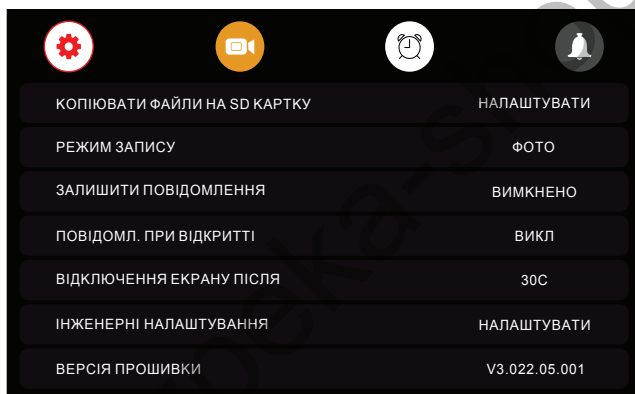 КОПІЮВАТИ ФАЙЛИ НА SD КАРТКУ НАЛАШТУВАТИ
РЕЖИМ ЗАПИСУ ФОТО
ЗАЛИШИТИ ПОВІДОМЛЕННЯ ВИМКНЕНО
ПОВІДОМЛ. ПРИ ВІДКРИТТІ ВИКЛ
ВІДКЛЮЧЕННЯ ЕКРАНУ ПІСЛЯ 30С
ІНЖЕНЕРНІ НАЛАШТУВАННЯ НАЛАШТУВАТИ
ВЕРСІЯ ПРОШИВКИ V3.022.05.001